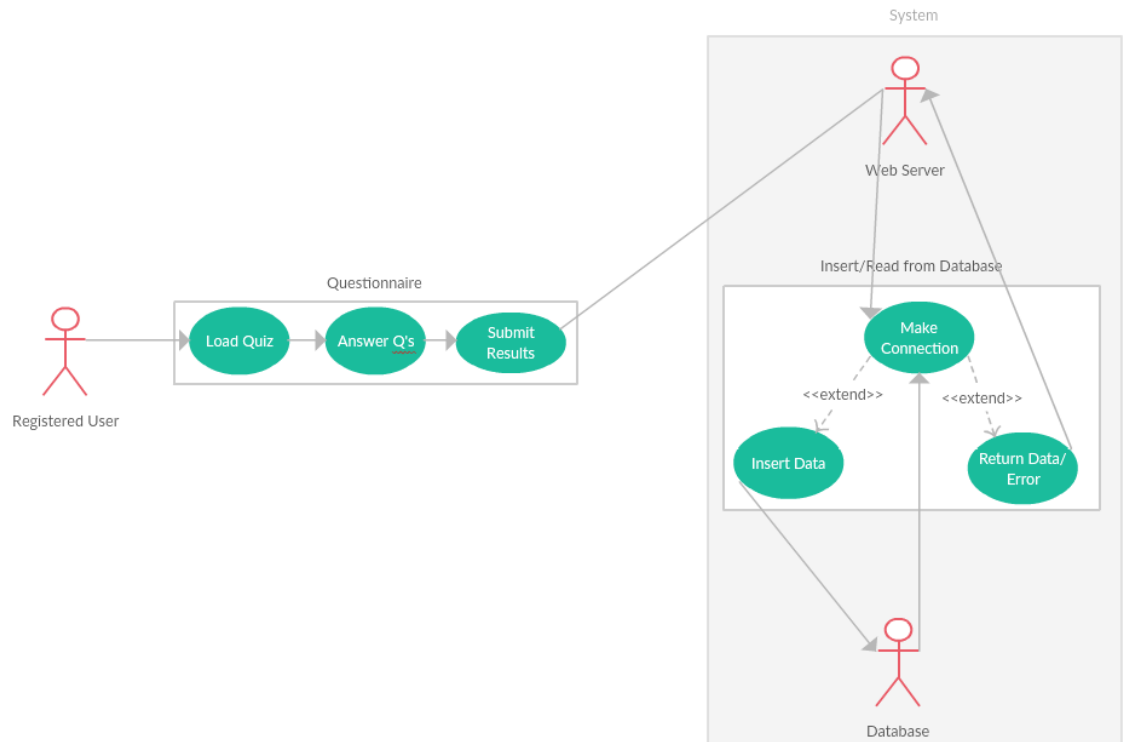 System
Web Server
Insert/Read from Database
Questionnaire
Load Quiz
Answer Q's
Submit
Results
Registered User
Make
Connection
<<extend>>
<<extend>>
Insert Data
Return Data/
Error
Database